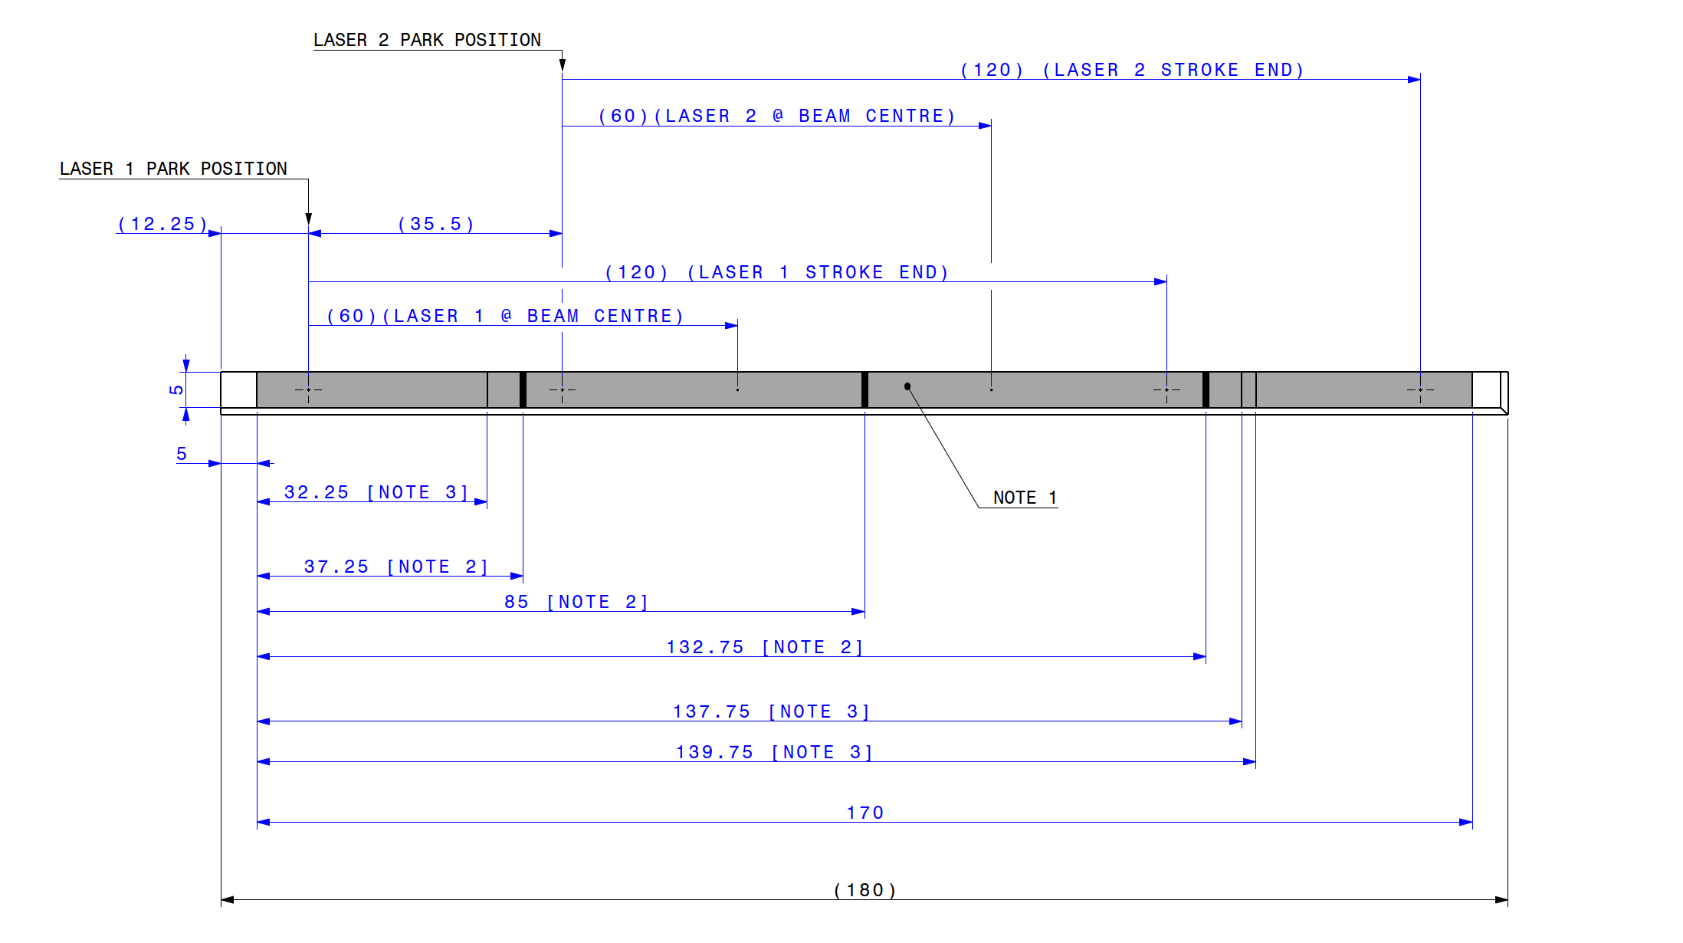 LASER 2 PARK POSITION
(120) (LASER 2 STROKE END)
(60)(LASER 2 @ BEAM CENTRE)
LASER 1 PARK POSITION
(12.25)
(35.5)
(120) (LASER 1 STROKE END)
(60)(LASER 1 @ BEAM CENTRE)
5
5
32.25 [NOTE 3]
NOTE 1
37.25 [NOTE 2]
85 [NOTE 2]
132.75 [NOTE 2]
137.75 [NOTE 3]
139.75 [NOTE 3]
170
(180)